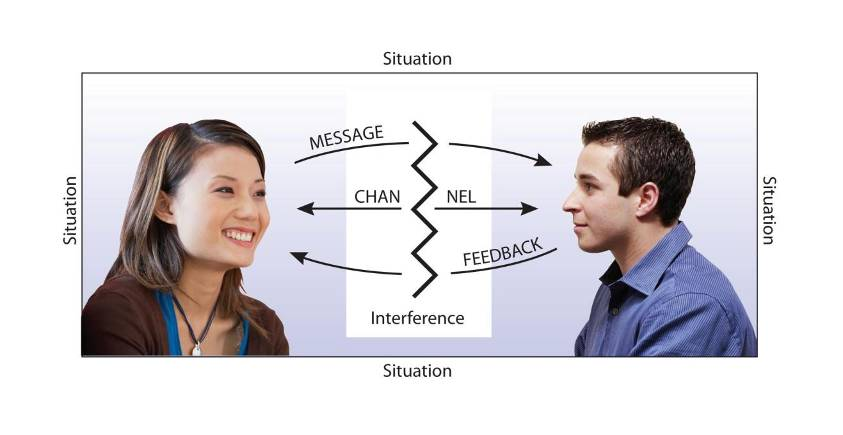 Situation
MESSAGE
Situation
CHAN NEL
Situation
FEEDBACK
Interference
Situation